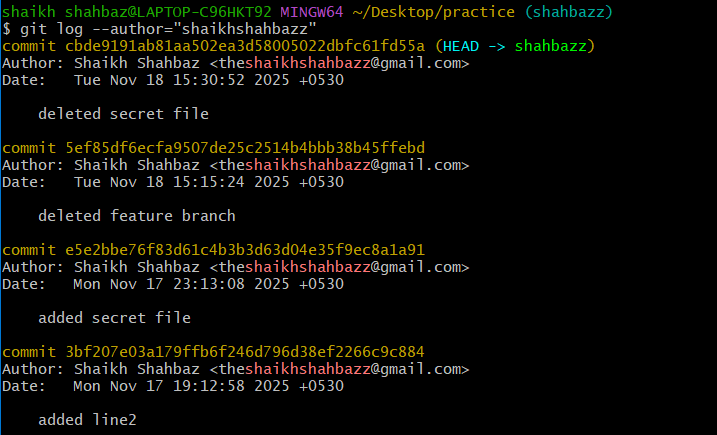 shaikh shahbaz@LAPTOP-C96HKT92 MINGW64 ~/Desktop/practice (shahbazz)
$ git log --author="shaikhshahbazz"
commit cbde9191ab81aa502ea3d58005022dbfc61fd55a (HEAD -> shahbazz)
Author: Shaikh Shahbaz <theshaikhshahbazz@gmail.com>
Date:   Tue Nov 18 15:30:52 2025 +0530

    deleted secret file

commit 5ef85df6ecfa9507de25c2514b4bbb38b45ffebd
Author: Shaikh Shahbaz <theshaikhshahbazz@gmail.com>
Date:   Tue Nov 18 15:15:24 2025 +0530

    deleted feature branch

commit e5e2bbe76f83d61c4b3b3d63d04e35f9ec8a1a91
Author: Shaikh Shahbaz <theshaikhshahbazz@gmail.com>
Date:   Mon Nov 17 23:13:08 2025 +0530

    added secret file

commit 3bf207e03a179ffb6f246d796d38ef2266c9c884
Author: Shaikh Shahbaz <theshaikhshahbazz@gmail.com>
Date:   Mon Nov 17 19:12:58 2025 +0530

    added line2